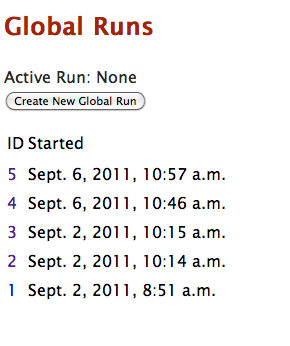 Global Runs
Active Run: None
Create New Global Run
ID Started
5 Sept. 6, 2011, 10:57 a.m.
4 Sept. 6, 2011, 10:46 a.m.
3 Sept. 2, 2011, 10:15 a.m.
2 Sept. 2, 2011, 10:14 a.m.
1 Sept. 2, 2011, 8:51 a.m.